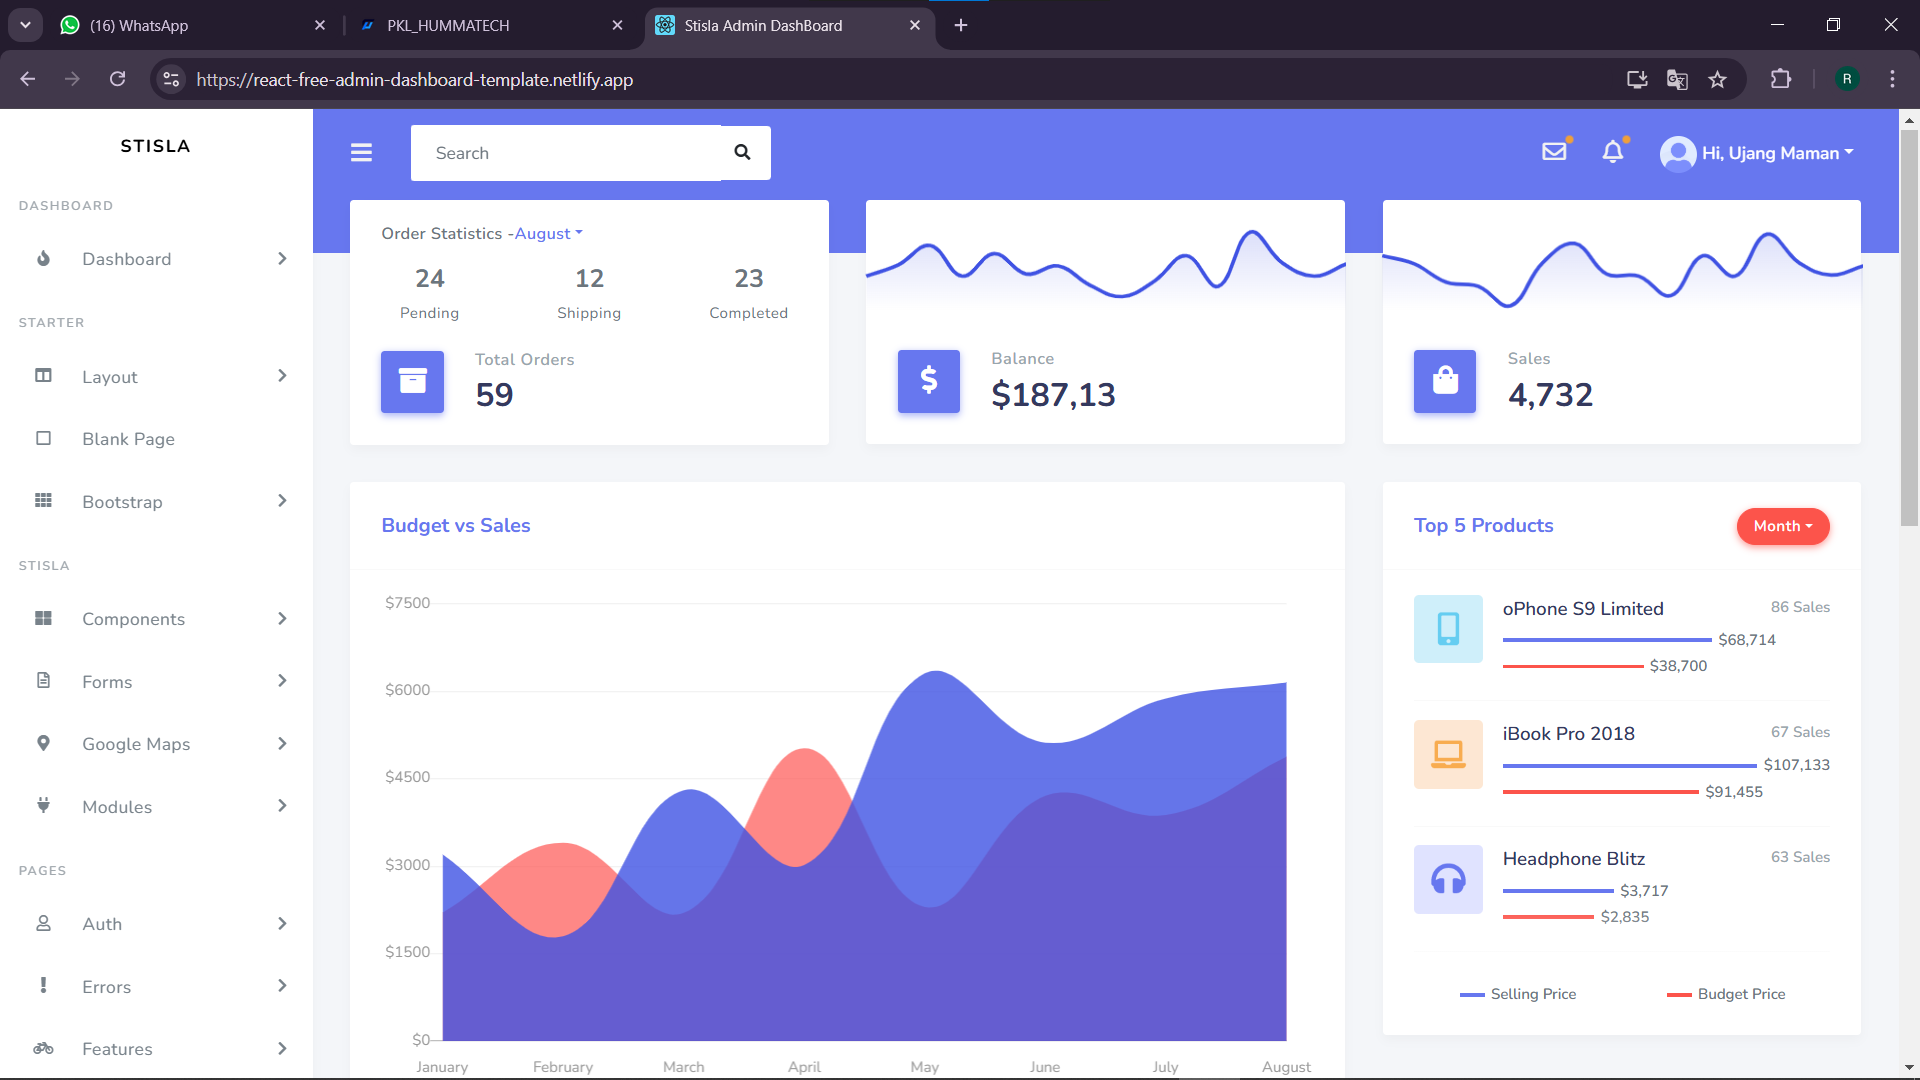 (16) WhatsApp
PKL_HUMMATECH
Stisla Admin DashBoard
https://react-free-admin-dashboard-template.netlify.app
R
STISLA
DASHBOARD
Dashboard
STARTER
Layout
Blank Page
Bootstrap
STISLA
Components
Forms
Google Maps
Modules
PAGES
Auth
Errors
Features
Search
Hi, Ujang Maman
Order Statistics -August
24 12 23
Pending Shipping Completed
Total Orders
59
Balance
$187,13
Sales
4,732
Budget vs Sales
$7500
$6000
$4500
$3000
$1500
$0
January February March April May June July August
Top 5 Products
Month
oPhone S9 Limited 86 Sales
$68,714
$38,700
iBook Pro 2018 67 Sales
$107,133
$91,455
Headphone Blitz 63 Sales
$3,717
$2,835
Selling Price Budget Price